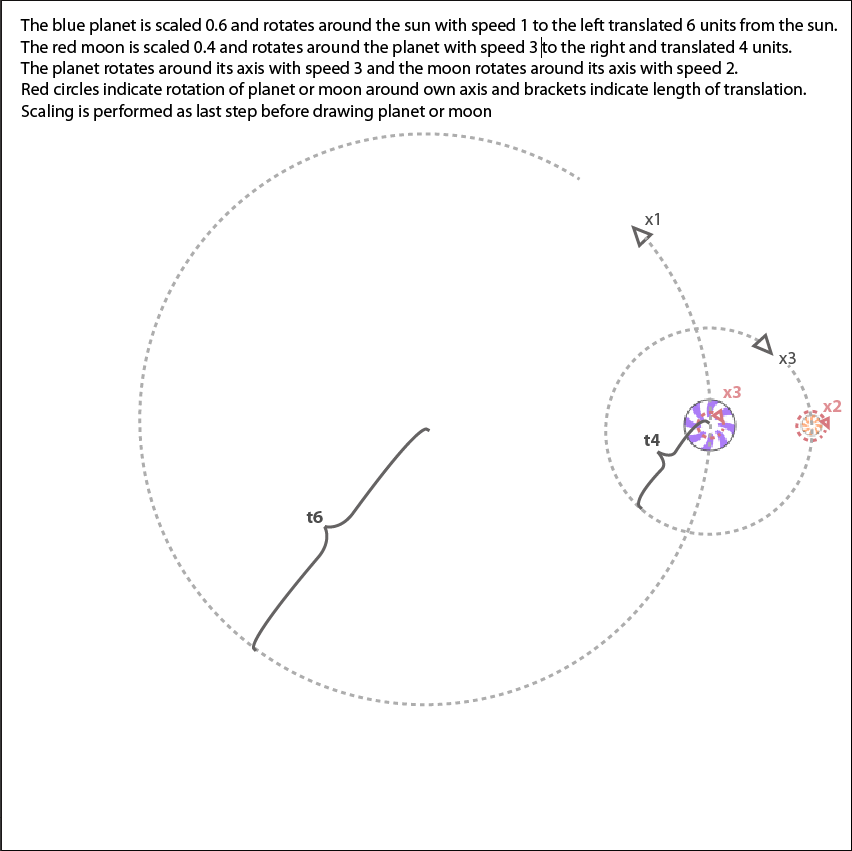 The blue planet is scaled 0.6 and rotates around the sun with speed 1 to the left translated 6 units from the sun.
The red moon is scaled 0.4 and rotates around the planet with speed 3 to the right and translated 4 units.
The planet rotates around its axis with speed 3 and the moon rotates around its axis with speed 2.
Red circles indicate rotation of planet or moon around own axis and brackets indicate length of translation.
Scaling is performed as last step before drawing planet or moon
x1
x3
x3
x2
t4
t6